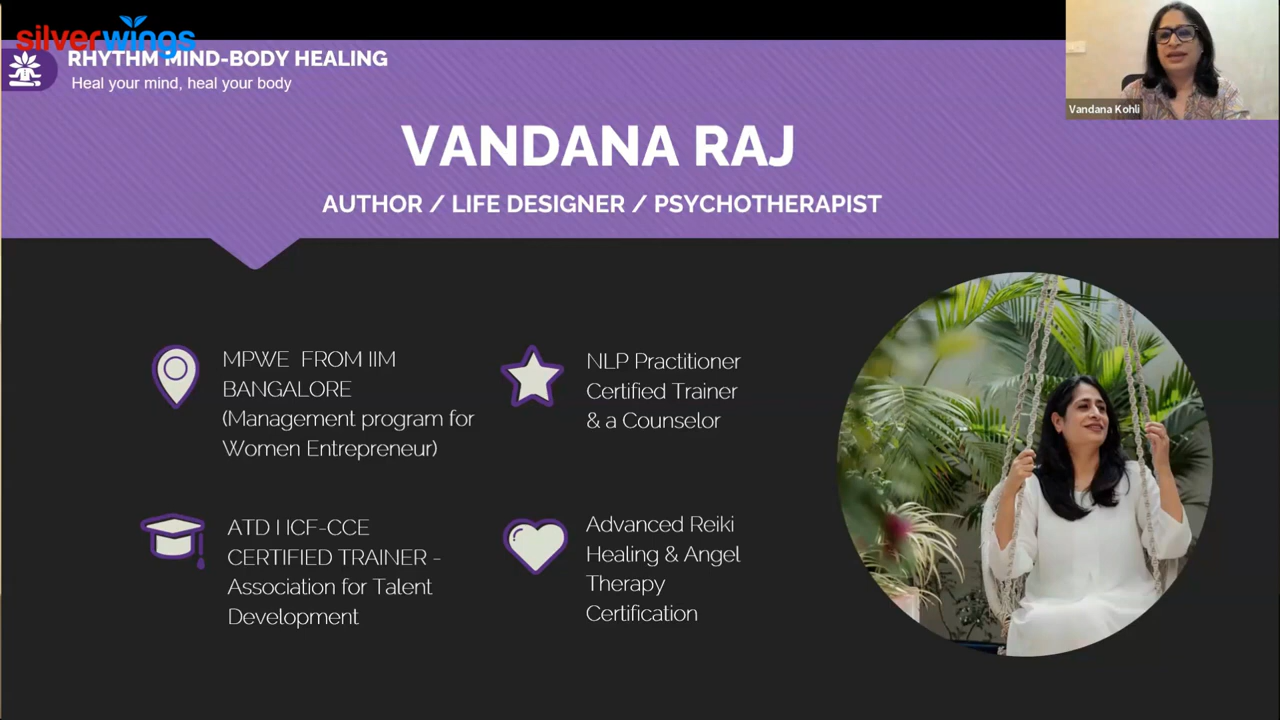 silverwings
RHYTHM MIND-BODY HEALING
Heal your mind, heal your body
Vandana Kohli
VANDANA RAJ
AUTHOR / LIFE DESIGNER / PSYCHOTHERAPIST
MPWE FROM IIM
BANGALORE
(Management program for
Women Entrepreneur)
NLP Practitioner
Certified Trainer
& a Counselor
ATD I ICF-CCE
CERTIFIED TRAINER -
Association for Talent
Development
Advanced Reiki
Healing & Angel
Therapy
Certification